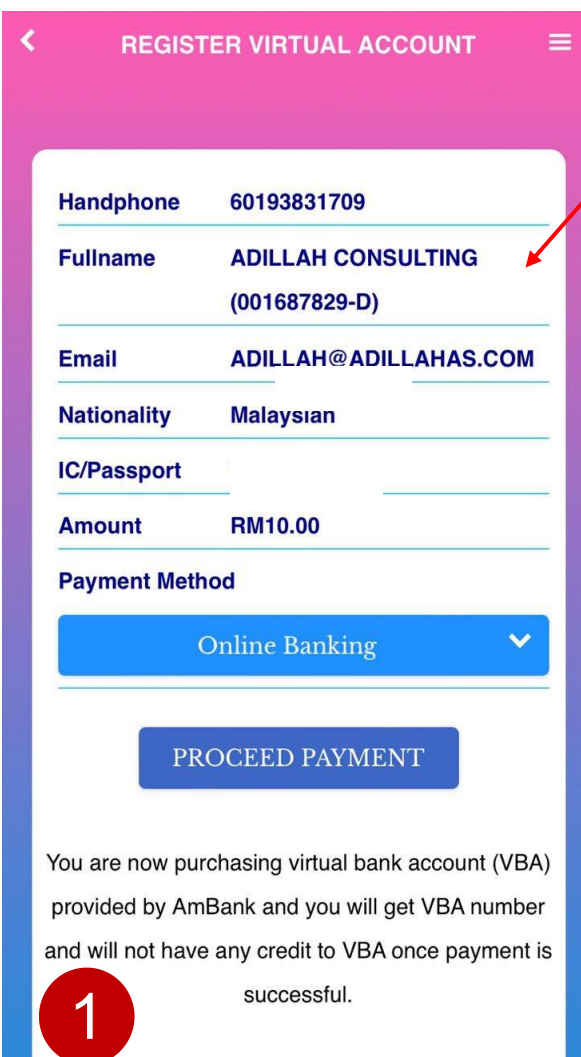 REGISTER VIRTUAL ACCOUNT
Handphone 60193831709
Fullname ADILLAH CONSULTING
(001687829-D)
Email ADILLAH@ADILLAHAS.COM
Nationality Malaysian
IC/Passport
Amount RM10.00
Payment Method
Online Banking
PROCEED PAYMENT
You are now purchasing virtual bank account (VBA)
provided by AmBank and you will get VBA number
and will not have any credit to VBA once payment is
successful.
1